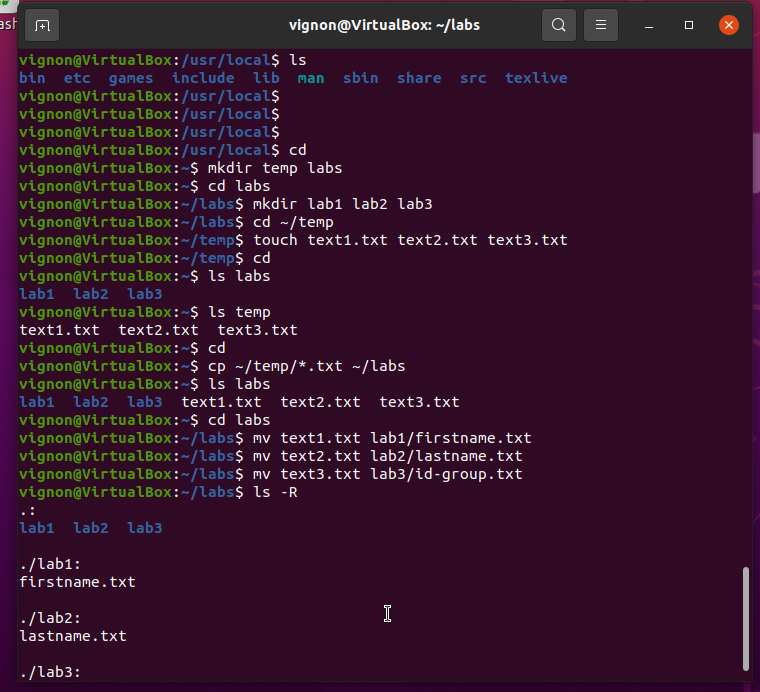 ash
vignon@VirtualBox: ~/labs
vignon@VirtualBox:/usr/local$ ls
bin etc games include lib man sbin share src texlive
vignon@VirtualBox:/usr/local$
vignon@VirtualBox:/usr/local$
vignon@VirtualBox:/usr/local$
vignon@VirtualBox:/usr/local$ cd
vignon@VirtualBox:~$ mkdir temp labs
vignon@VirtualBox:~$ cd labs
vignon@VirtualBox:~/labs$ mkdir lab1 lab2 lab3
vignon@VirtualBox:~/labs$ cd ~/temp
vignon@VirtualBox:~/temp$ touch text1.txt text2.txt text3.txt
vignon@VirtualBox:~/temp$ cd
vignon@VirtualBox:~$ ls labs
lab1 lab2 lab3
vignon@VirtualBox:~$ ls temp
text1.txt text2.txt text3.txt
vignon@VirtualBox:~$ cd
vignon@VirtualBox:~$ cp ~/temp/*.txt ~/labs
vignon@VirtualBox:~$ ls labs
lab1 lab2 lab3 text1.txt text2.txt text3.txt
vignon@VirtualBox:~$ cd labs
vignon@VirtualBox:~/labs$ mv text1.txt lab1/firstname.txt
vignon@VirtualBox:~/labs$ mv text2.txt lab2/lastname.txt
vignon@VirtualBox:~/labs$ mv text3.txt lab3/id-group.txt
vignon@VirtualBox:~/labs$ ls -R
.:
lab1 lab2 lab3
./lab1:
firstname.txt
./lab2:
lastname.txt
./lab3: